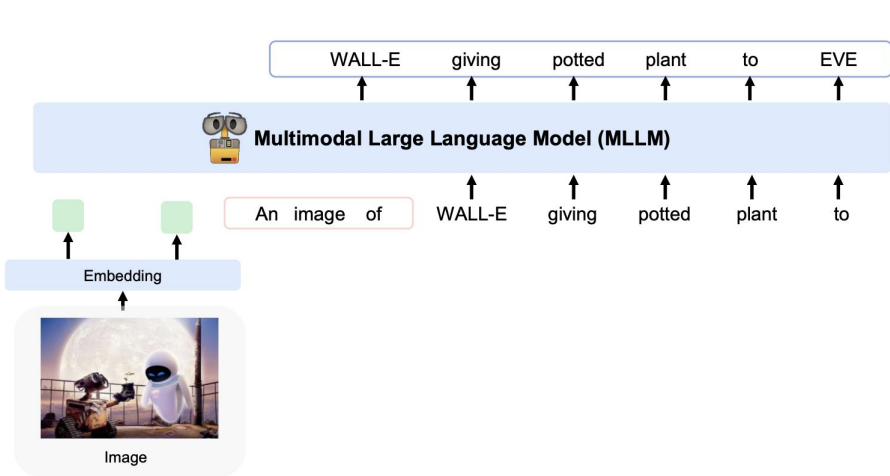 WALL-E giving potted plant to EVE
Multimodal Large Language Model (MLLM)
An image of WALL-E giving potted plant to
Embedding
Image